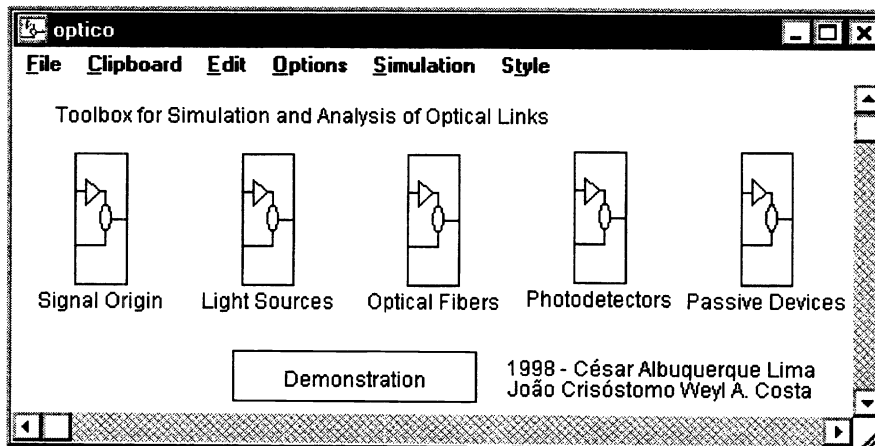 optico
File Clipboard Edit Options Simulation Style
Toolbox for Simulation and Analysis of Optical Links
Signal Origin Light Sources Optical Fibers Photodetectors Passive Devices
Demonstration
1998 - César Albuquerque Lima
João Crisóstomo Weyl A. Costa